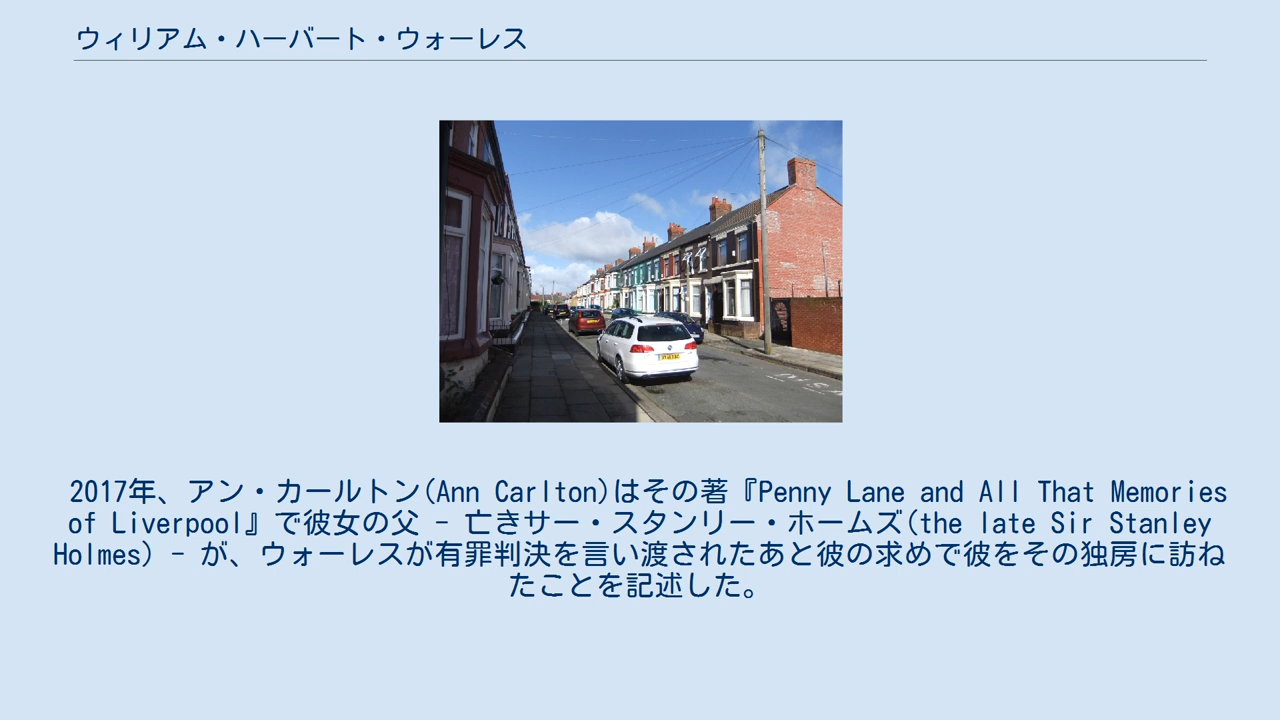 ウィリアム・ハーバート・ウォーレス
2017年、アン・カールトン(Ann Carlton)はその著『Penny Lane and All That Memories
of Liverpool』で彼女の父 - 亡きサー・スタンリー・ホームズ(the late Sir Stanley
Holmes) - が、ウォーレスが有罪判決を言い渡されたあと彼の求めで彼をその独房に訪ね
たことを記述した。